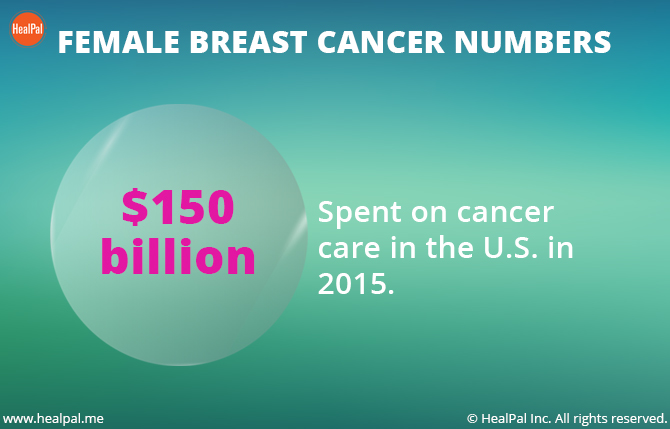 HealPal
FEMALE BREAST CANCER NUMBERS
$150
billion
Spent on cancer
care in the U.S. in
2015.
www.healpal.me
© HealPal Inc. All rights reserved.